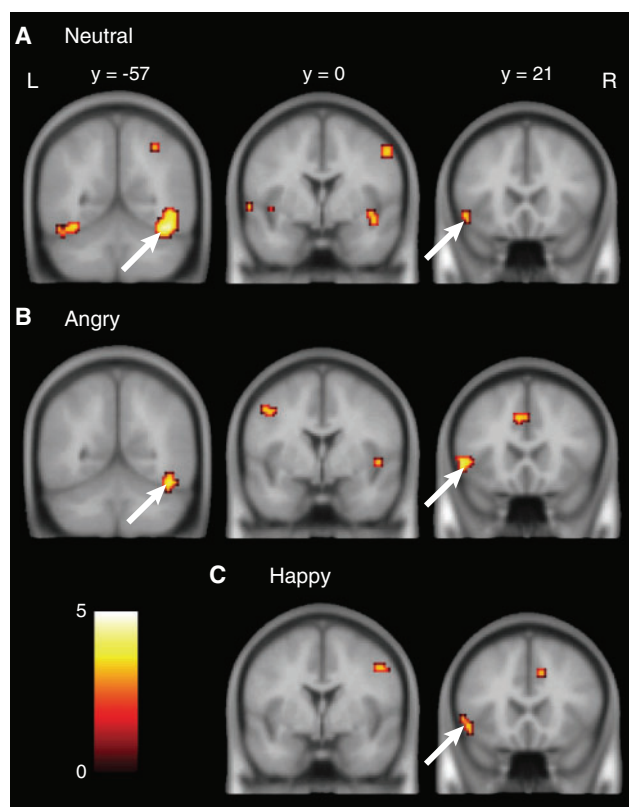 A Neutral
L y = -57 y = 0 y = 21 R
B Angry
C Happy
5
0